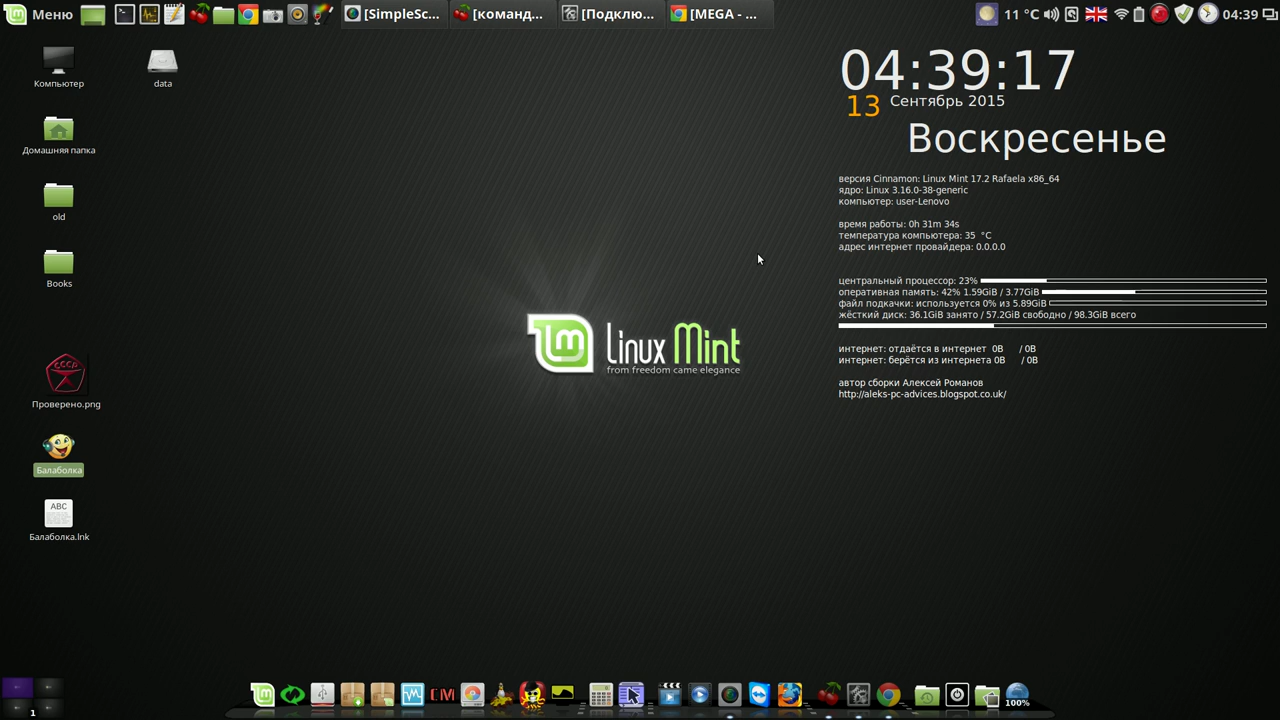 Меню
[SimpleSc...
[команд...
[Подклю...
[MEGA - ...
11 °C
04:39
Компьютер
data
Домашняя папка
old
Books
СССР
Проверено.png
Балаболка
ABC
Балаболка.lnk
04:39:17
13 Сентябрь 2015
Воскресенье
версия Cinnamon: Linux Mint 17.2 Rafaela x86_64
ядро: Linux 3.16.0-38-generic
компьютер: user-Lenovo
время работы: 0h 31m 34s
температура компьютера: 35 °C
адрес интернет провайдера: 0.0.0.0
центральный процессор: 23%
оперативная память: 42% 1.59GiB / 3.77GiB
файл подкачки: используется 0% из 5.89GiB
жёсткий диск: 36.1GiB занято / 57.2GiB свободно / 98.3GiB всего
интернет: отдаётся в интернет 0B / 0B
интернет: берётся из интернета 0B / 0B
автор сборки Алексей Романов
http://aleks-pc-advices.blogspot.co.uk/
Linux Mint
from freedom came elegance
1
CM
100%